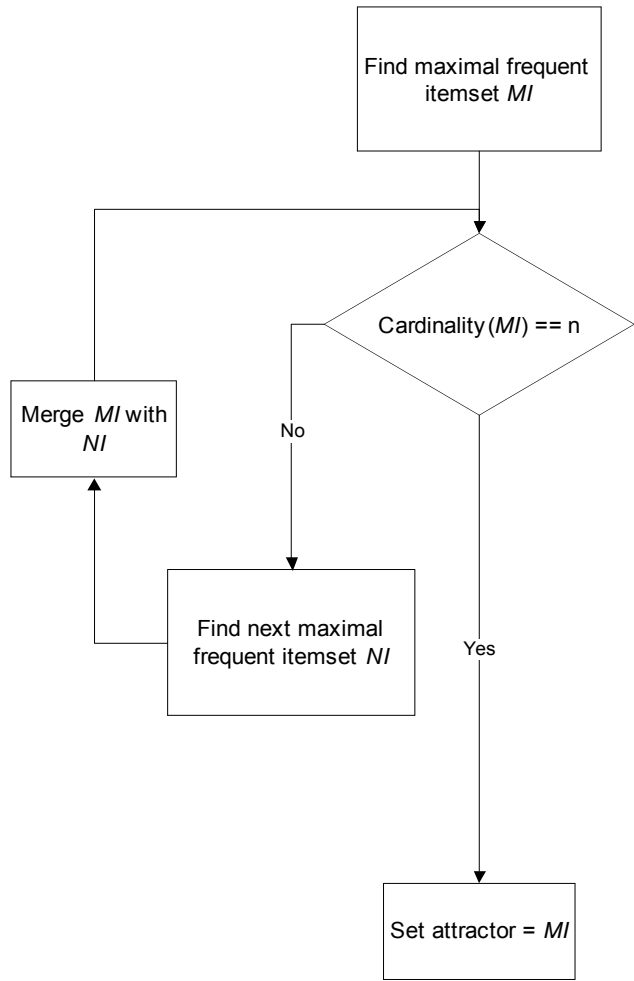 Find maximal frequent
itemset MI
Cardinality(MI) == n
Merge MI with
NI
No
Find next maximal
frequent itemset NI
Yes
Set attractor = MI